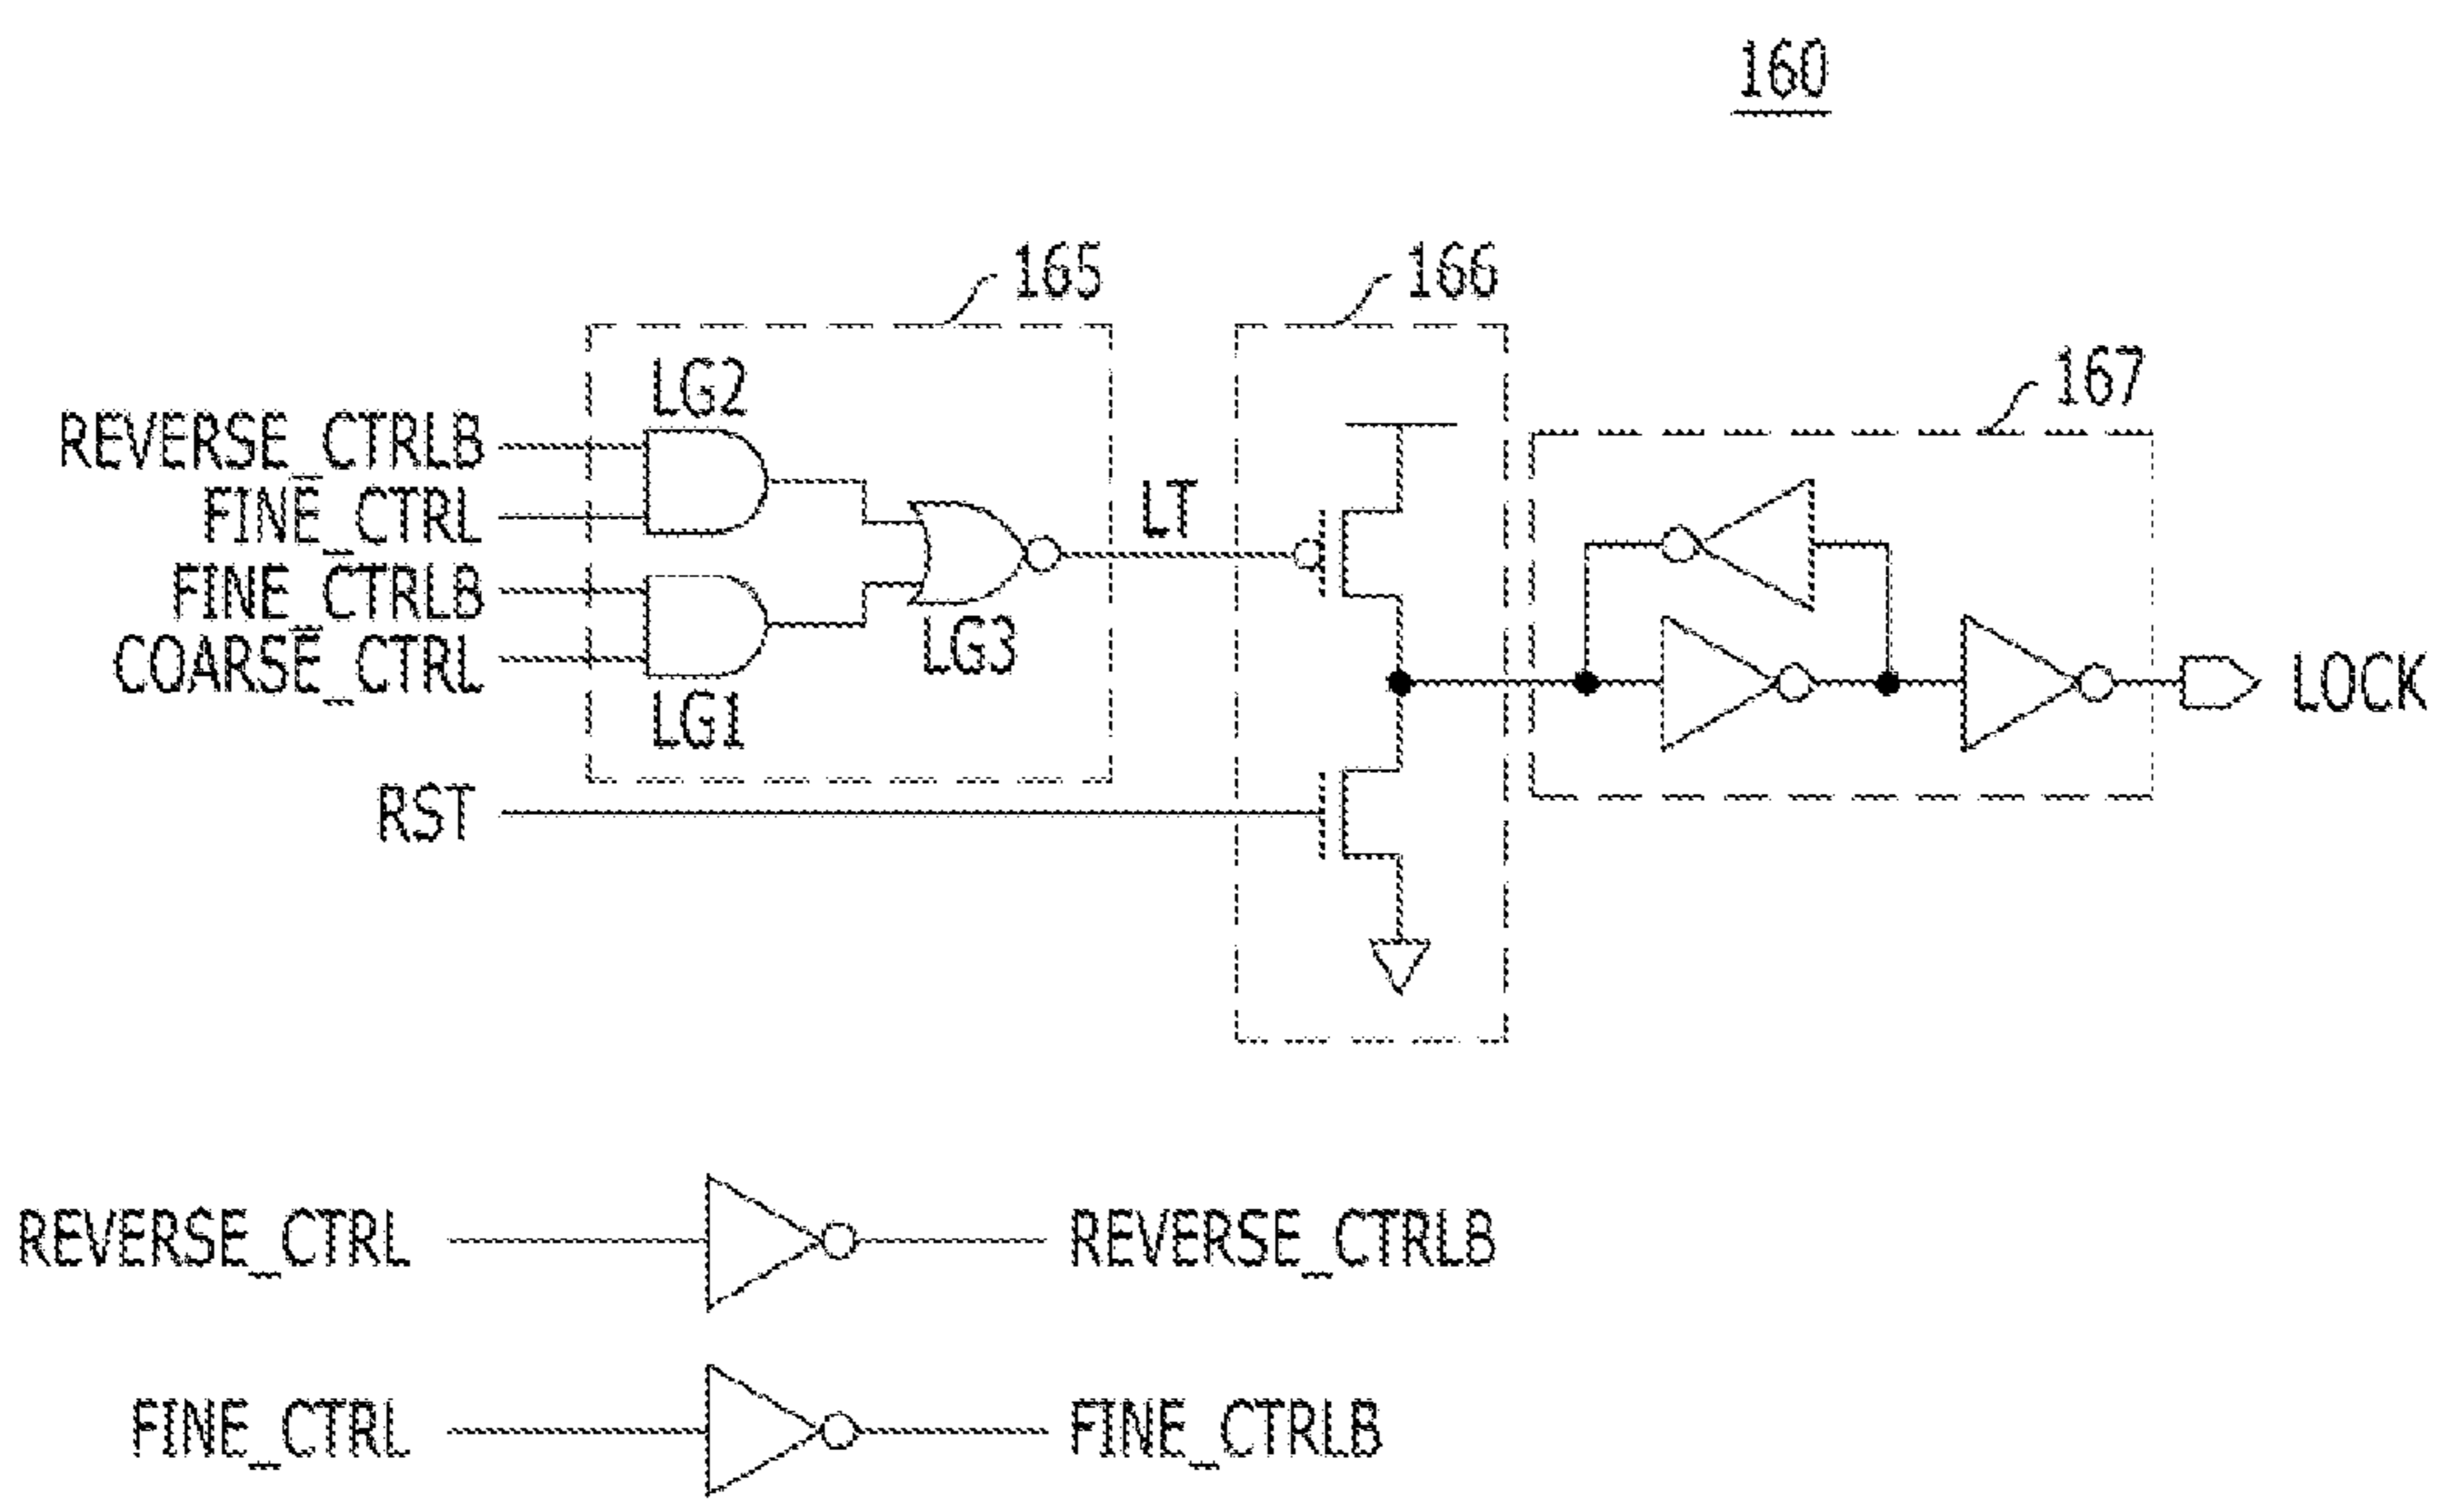 160
165
166
167
LG2
REVERSE_CTRLB
FINE_CTRL
LT
FINE_CTRLB
COARSE_CTRL
LG3
LG1
LOCK
RST
REVERSE_CTRL
REVERSE_CTRLB
FINE_CTRL
FINE_CTRLB